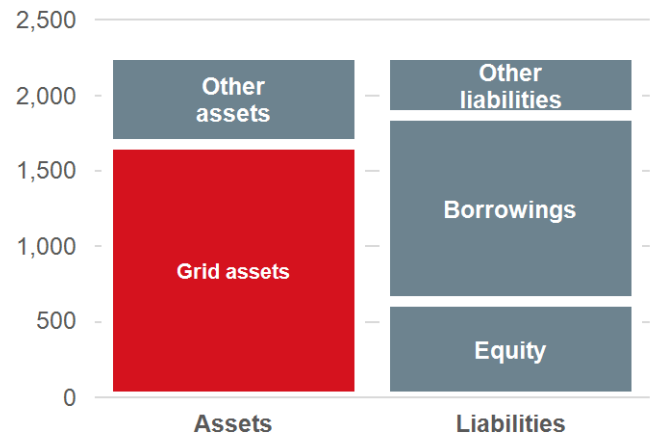 2,500
2,000
1,500
1,000
500
0
Other
assets
Grid assets
Other
liabilities
Borrowings
Equity
Assets
Liabilities